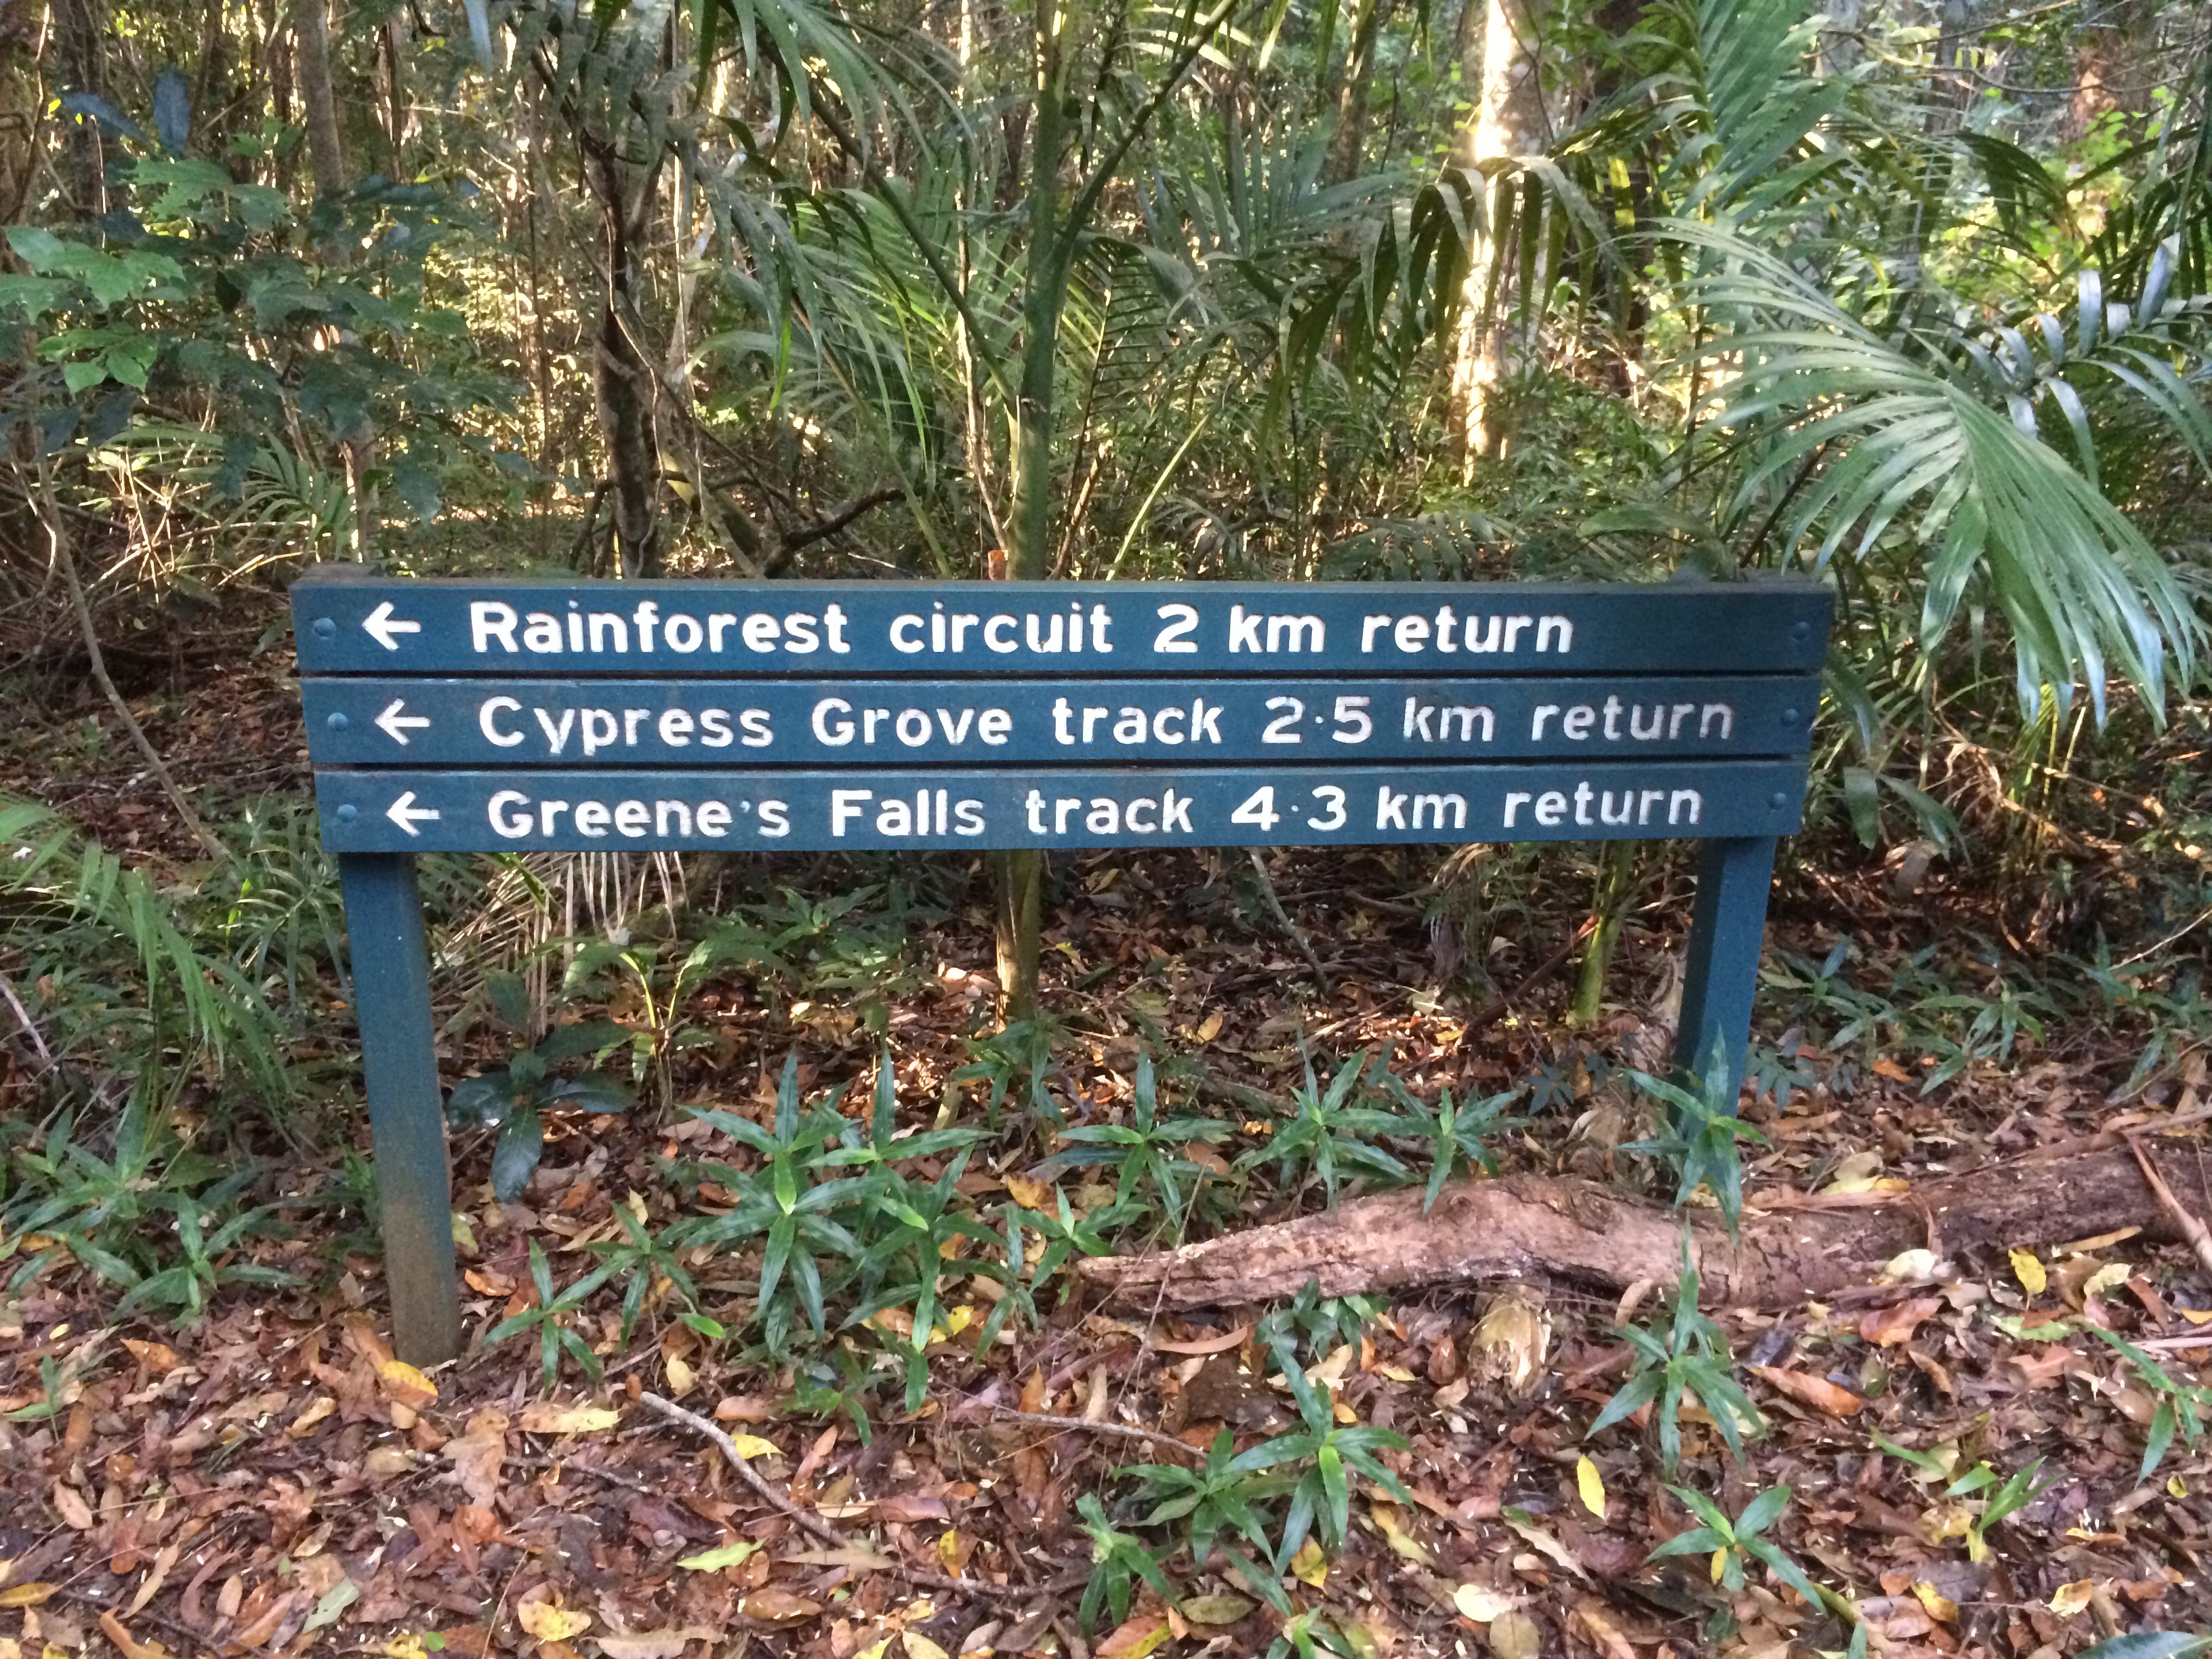 ← Rainforest circuit 2 km return
← Cypress Grove track 2·5 km return
← Greene's Falls track 4·3 km return